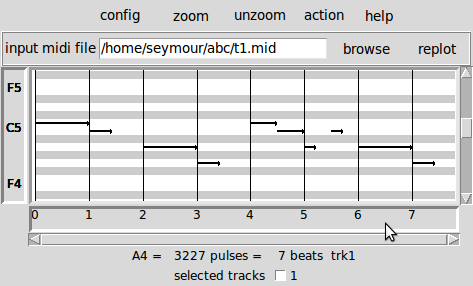 config zoom unzoom action help
input midi file /home/seymour/abc/t1.mid browse replot
F5
C5
F4
0 1 2 3 4 5 6 7
A4 = 3227 pulses = 7 beats trk1
selected tracks 1